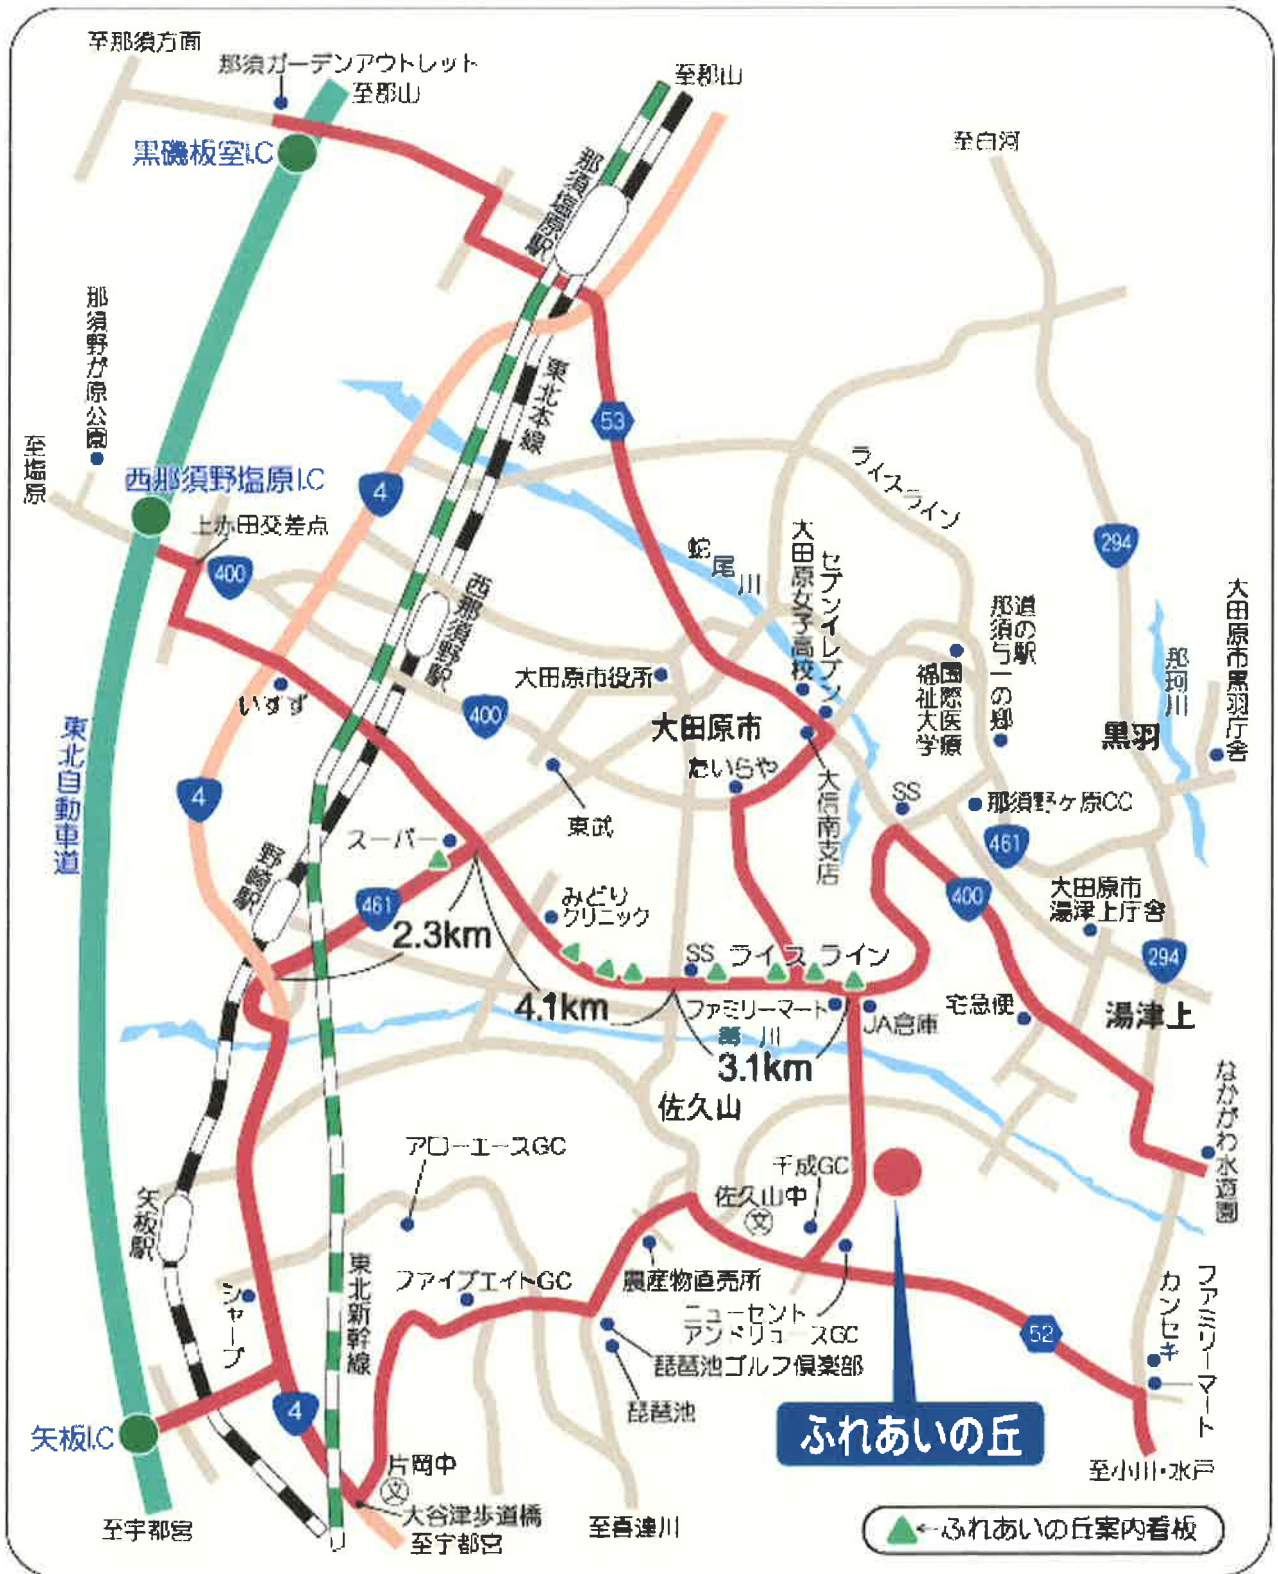 至那須方面
那須ガーデンアウトレット
至郡山
至郡山
黒磯板室I.C
那須塩原駅
至白河
那須野が原公園
東北本線
53
至塩原
西那須野塩原I.C
4
ライスライン
上赤田交差点
400
294
蛇尾川
大田原女子高校
セブンイレブン
西那須野駅
道の駅
那須与一の郷
大田原市黒羽庁舎
国際医療
福祉大学
那珂川
大田原市役所
いすず
400
大田原市
黒羽
東北自動車道
たいらや
4
大信南支店
SS
那須野ヶ原CC
東武
スーパー
461
野崎駅
大田原市
湯津上庁舎
461
みどり
クリニック
400
2.3km
SS
ライスライン
294
4.1km
ファミリーマート
JA倉庫
宅急便
湯津上
川
3.1km
佐久山
なかがわ水遊園
アローエースGC
千成GC
佐久山中
文
矢板駅
東北新幹線
シャープ
ファイブエイトGC
農産物直売所
ニューセント
アンドリュースGC
琵琶池ゴルフ倶楽部
琵琶池
52
カンセキ
ファミリーマート
4
矢板I.C
ふれあいの丘
片岡中
文
大谷津歩道橋
至小川・水戸
至宇都宮
至宇都宮
至喜連川
←ふれあいの丘案内看板